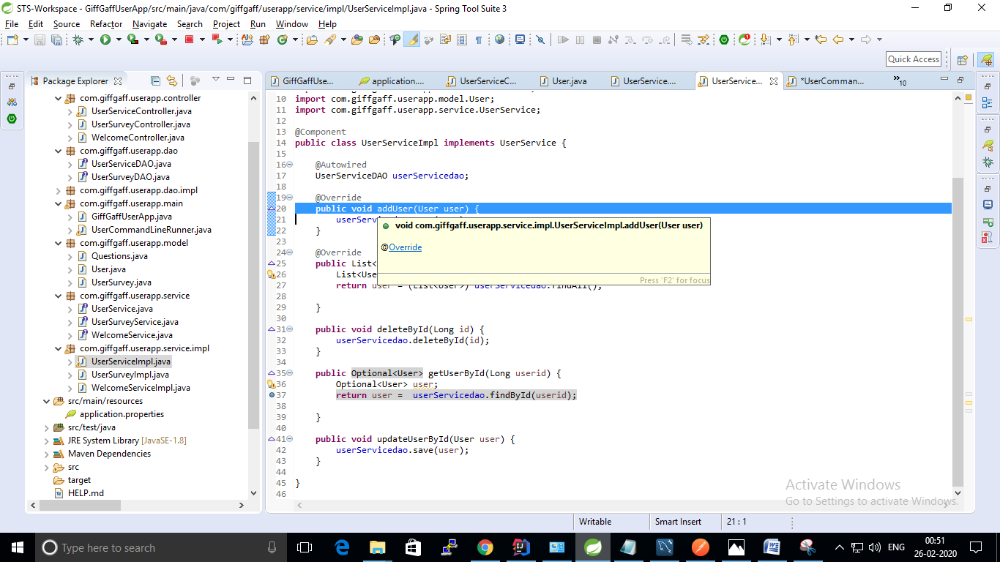 STS-Workspace - GiffGaffUserApp/src/main/java/com/giffgaff/userapp/service/impl/UserServiceImpl.java - Spring Tool Suite 3
File Edit Source Refactor Navigate Search Project Run Window Help
Quick Access
Package Explorer
com.giffgaff.userapp.controller
UserServiceController.java
UserSurveyController.java
WelcomeController.java
com.giffgaff.userapp.dao
UserServiceDAO.java
UserSurveyDAO.java
com.giffgaff.userapp.dao.impl
com.giffgaff.userapp.main
GiffGaffUserApp.java
UserCommandLineRunner.java
com.giffgaff.userapp.model
Questions.java
User.java
UserSurvey.java
com.giffgaff.userapp.service
UserService.java
UserSurveyService.java
WelcomeService.java
com.giffgaff.userapp.service.impl
UserServiceImpl.java
UserSurveyImpl.java
WelcomeServiceImpl.java
src/main/resources
application.properties
src/test/java
JRE System Library [JavaSE-1.8]
Maven Dependencies
src
target
HELP.md
GiffGaffUse... application.... UserServiceC... User.java UserService.... UserService... *UserComman... »10
10 import com.giffgaff.userapp.model.User;
11 import com.giffgaff.userapp.service.UserService;
12
13 @Component
14 public class UserServiceImpl implements UserService {
15
16 @Autowired
17 UserServiceDAO userServicedao;
18
19 @Override
20 public void addUser(User user) {
21 userServ
22 }
23
24 @Override
25 public List<
26 List<Use
27 return user = (List<User>) userServicedao.findAll();
28
29 }
30
31 public void deleteById(Long id) {
32 userServicedao.deleteById(id);
33 }
34
35 public Optional<User> getUserById(Long userid) {
36 Optional<User> user;
37 return user = userServicedao.findById(userid);
38
39 }
40
41 public void updateUserById(User user) {
42 userServicedao.save(user);
43 }
44
45 }
46
void com.giffgaff.userapp.service.impl.UserServiceImpl.addUser(User user)
@Override
Press 'F2' for focus
Activate Windows
Go to Settings to activate Windows.
Writable Smart Insert 21 : 1
Type here to search
ENG
00:51
26-02-2020